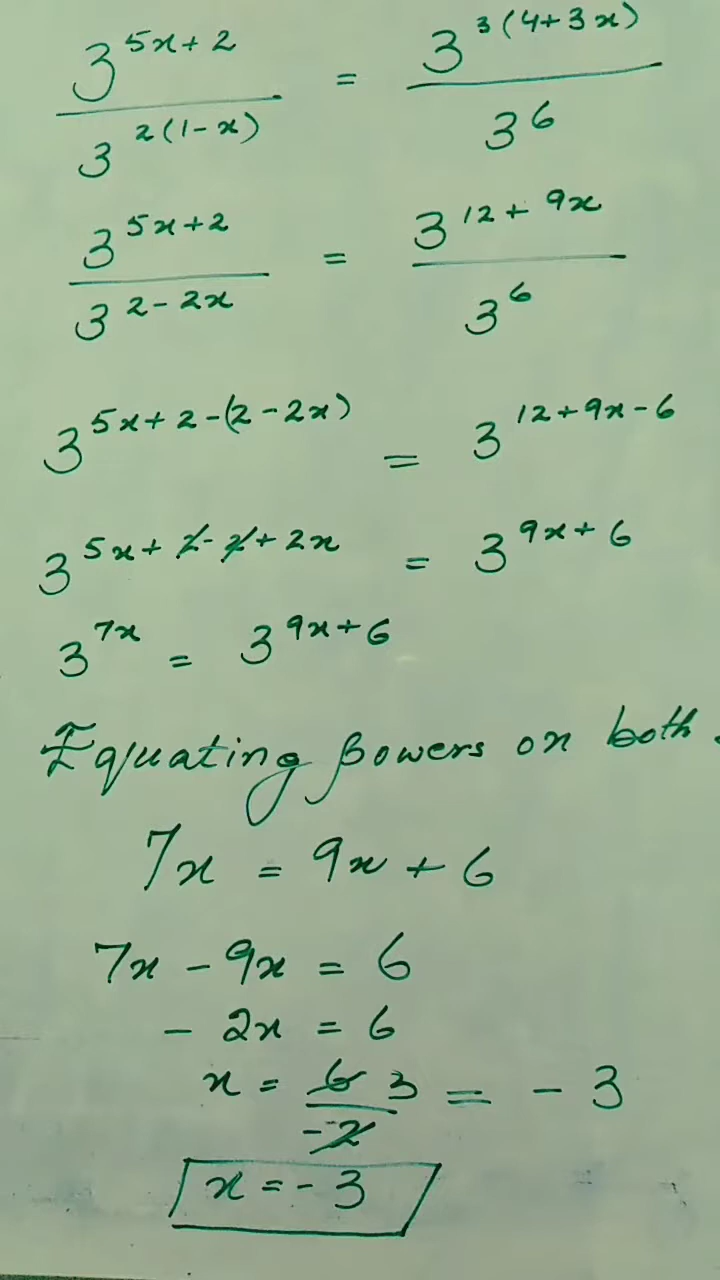 3^{5x+2} / 3^{2(1-x)} = 3^{3(4+3x)} / 3^{6}
3^{5x+2} / 3^{2-2x} = 3^{12+9x} / 3^{6}
3^{5x+2-(2-2x)} = 3^{12+9x-6}
3^{5x+2-2+2x} = 3^{9x+6}
3^{7x} = 3^{9x+6}
Equating powers on both
7x = 9x + 6
7x - 9x = 6
- 2x = 6
x = 6 3 / -2 = - 3
x = - 3